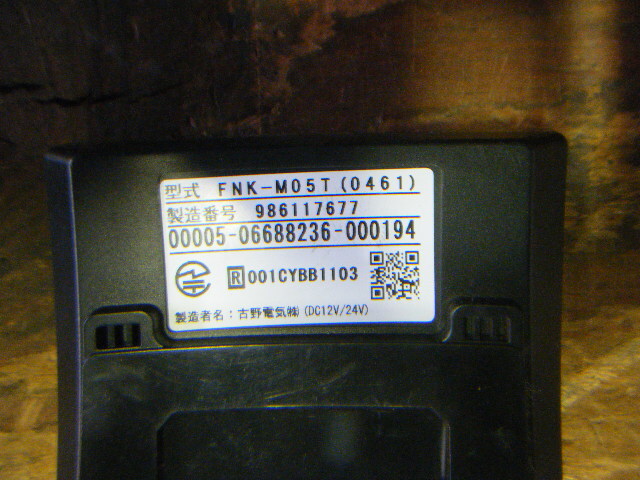 型式 FNK-M05T(0461)
製造番号 986117677
00005-06688236-000194
R 001CYBB1103
製造者名:古野電気㈱(DC12V/24V)